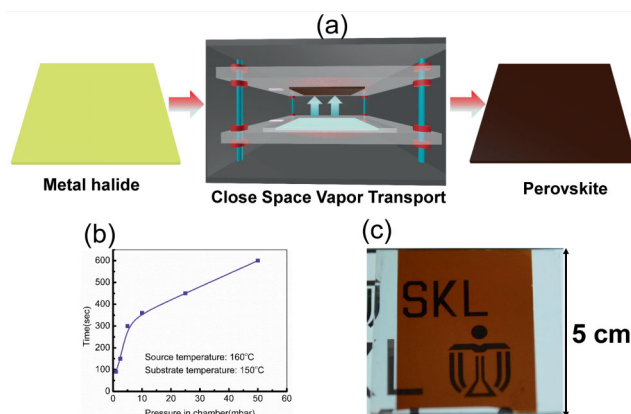 (a)
Metal halide
Close Space Vapor Transport
Perovskite
(b)
600
500
400
300
200
100
0
Time(sec)
Source temperature: 160°C
Substrate temperature: 150°C
0 10 20 30 40 50 60
Pressure in chamber(mbar)
(c)
SKL
KL
5 cm